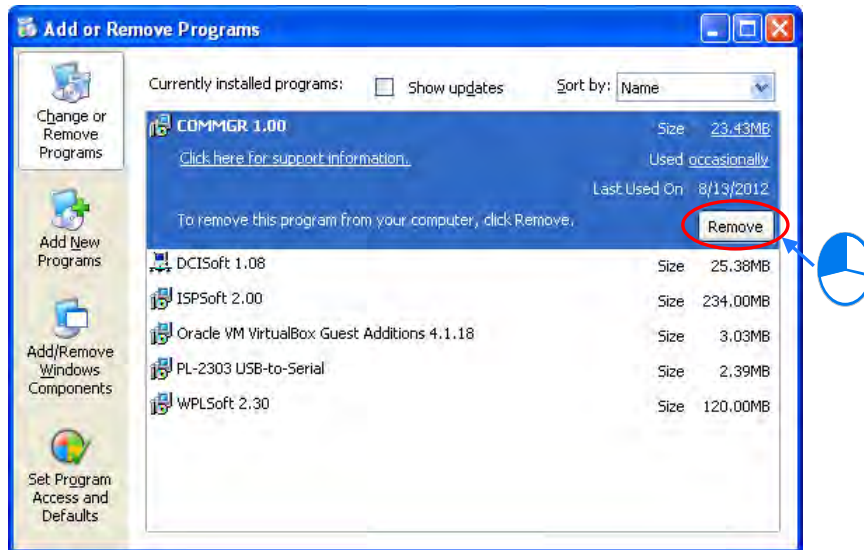 Add or Remove Programs
Change or
Remove
Programs
Add New
Programs
Add/Remove
Windows
Components
Set Program
Access and
Defaults
Currently installed programs: Show updates Sort by: Name
COMMGR 1.00 Size 23.43MB
Click here for support information. Used occasionally
Last Used On 8/13/2012
To remove this program from your computer, click Remove. Remove
DCISoft 1.08 Size 25.38MB
ISPSoft 2.00 Size 234.00MB
Oracle VM VirtualBox Guest Additions 4.1.18 Size 3.03MB
PL-2303 USB-to-Serial Size 2.39MB
WPLSoft 2.30 Size 120.00MB